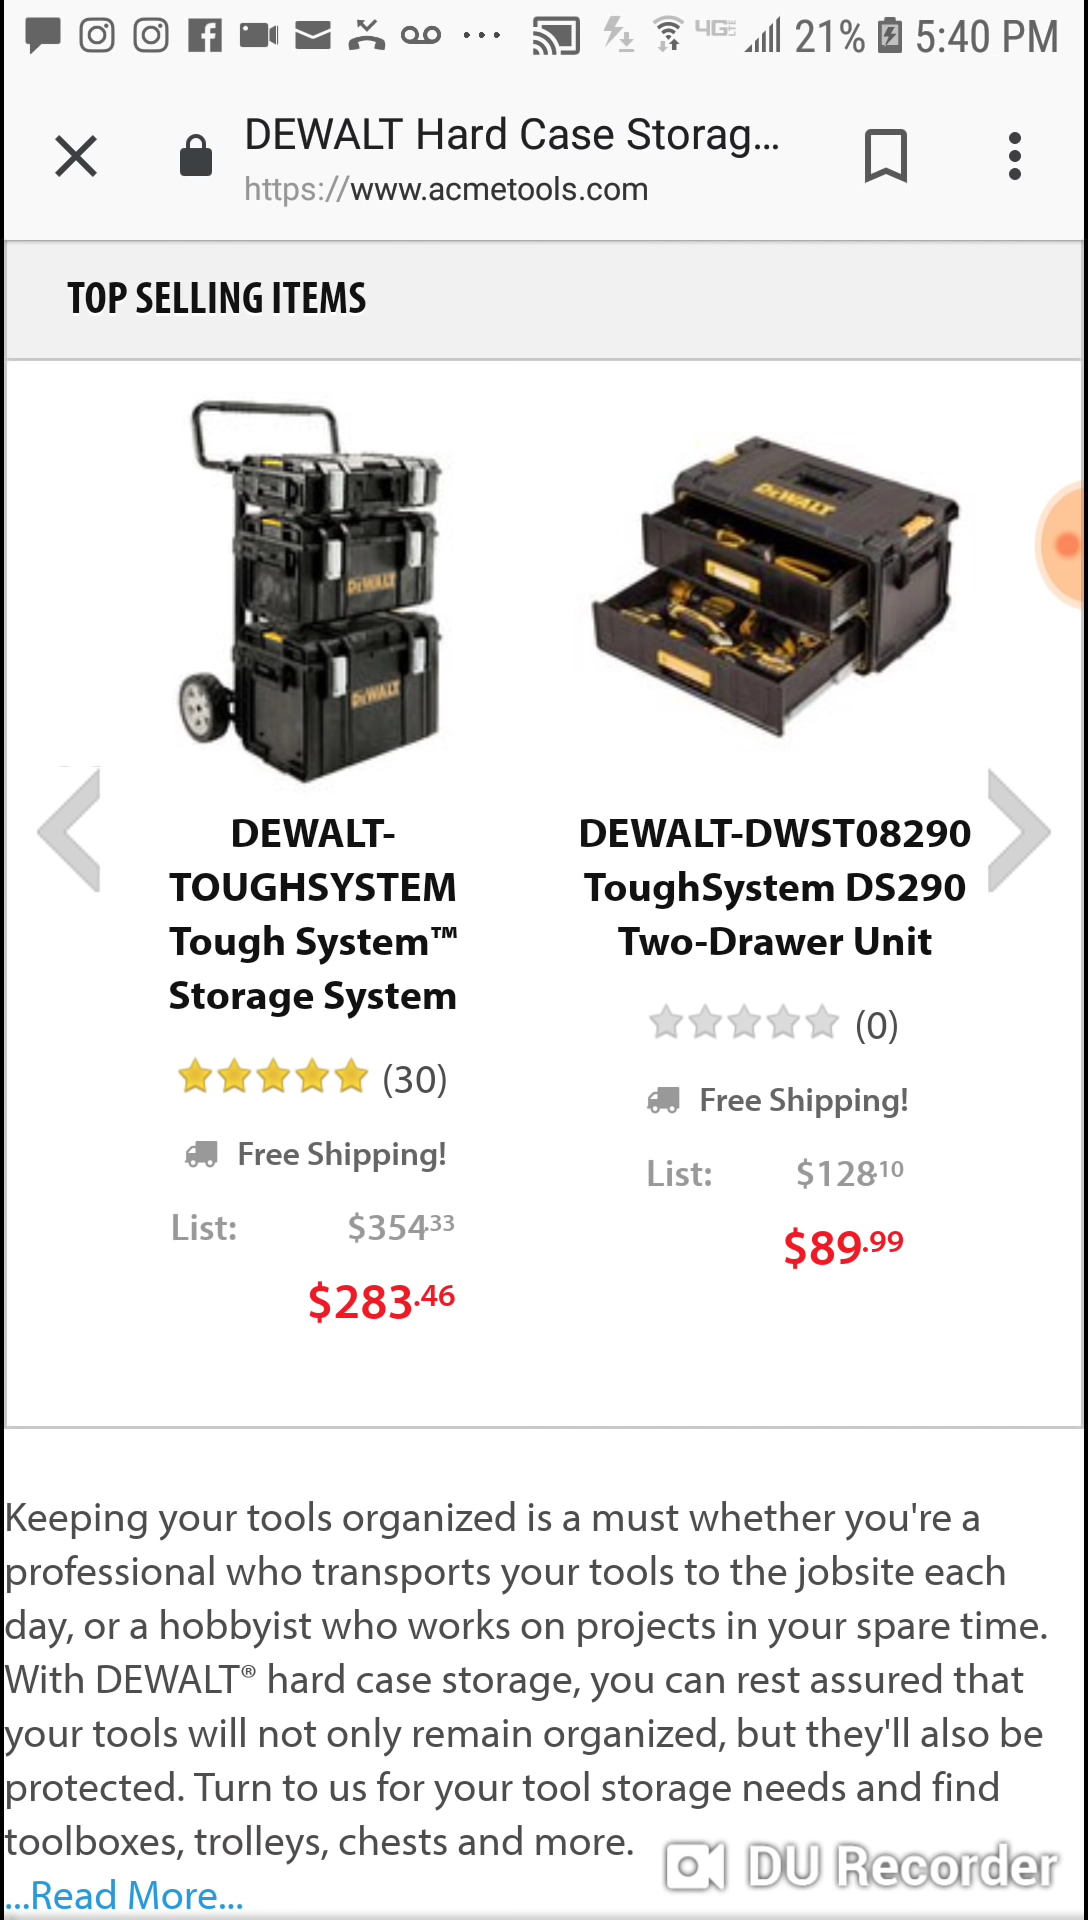 4G
21%
5:40 PM
DEWALT Hard Case Storag...
https://www.acmetools.com
TOP SELLING ITEMS
DEWALT
DEWALT
DEWALT
DEWALT-
TOUGHSYSTEM
Tough System™
Storage System
(30)
Free Shipping!
List: $354.33
$283.46
DEWALT-DWST08290
ToughSystem DS290
Two-Drawer Unit
(0)
Free Shipping!
List: $128.10
$89.99
Keeping your tools organized is a must whether you're a
professional who transports your tools to the jobsite each
day, or a hobbyist who works on projects in your spare time.
With DEWALT® hard case storage, you can rest assured that
your tools will not only remain organized, but they'll also be
protected. Turn to us for your tool storage needs and find
toolboxes, trolleys, chests and more.
...Read More...
DU Recorder